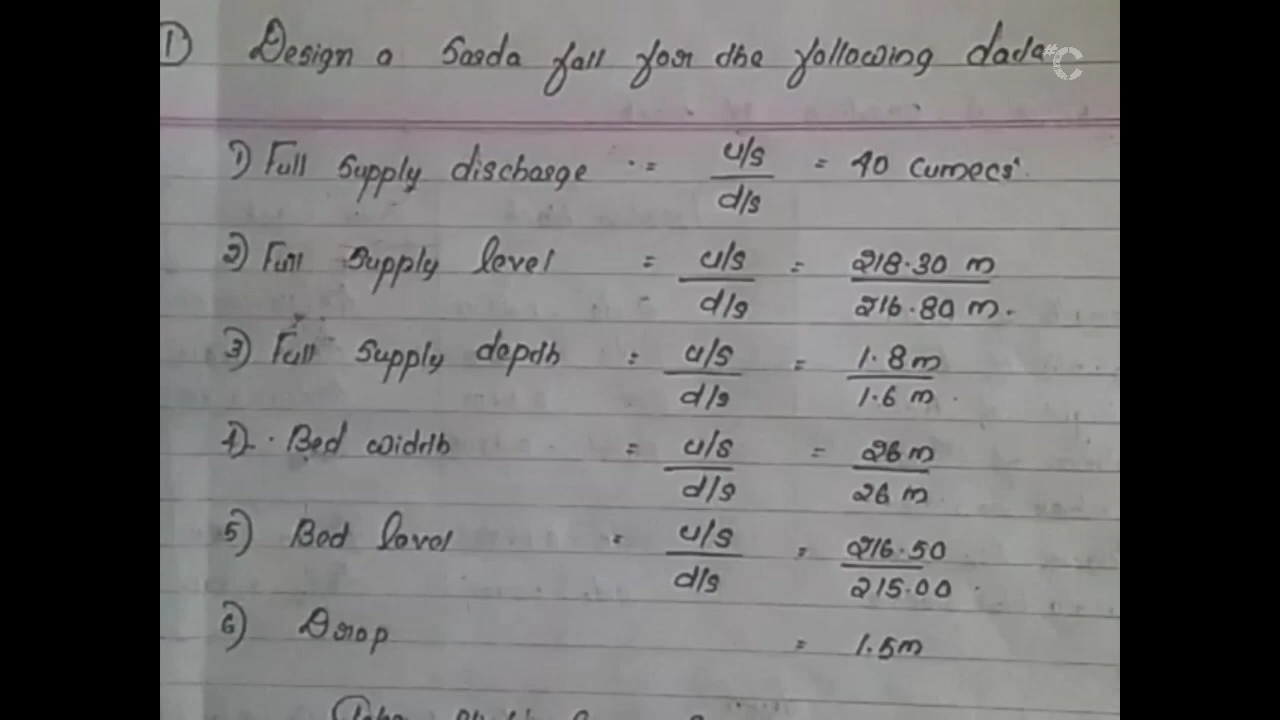 ① Design a Sarda fall for the following data
#C
1) Full Supply discharge = u/s / d/s = 40 cumecs.
2) Full Supply level = u/s / d/s = 218.30 m / 216.80 m.
3) Full Supply depth = u/s / d/s = 1.8 m / 1.6 m.
4) Bed width = u/s / d/s = 26 m / 26 m
5) Bed level = u/s / d/s = 216.50 / 215.00.
6) Drop = 1.5m